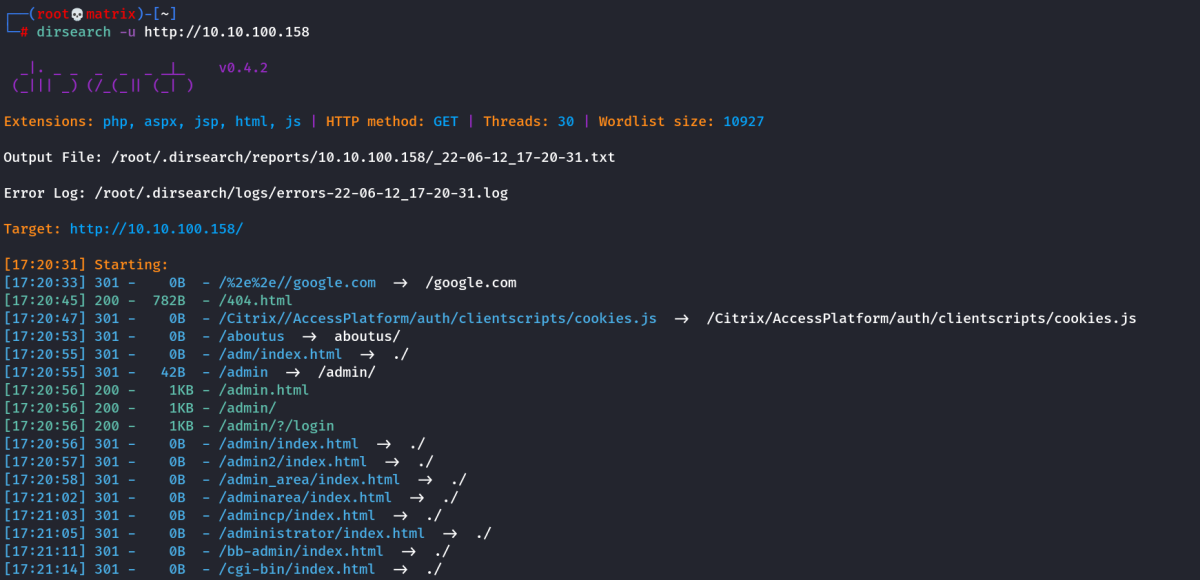 ┌──(root💀matrix)-[~]
└─# dirsearch -u http://10.10.100.158
  _|. _ _  _  _  _ _|_    v0.4.2
 (_||| _) (/_(_|| (_| )
Extensions: php, aspx, jsp, html, js | HTTP method: GET | Threads: 30 | Wordlist size: 10927
Output File: /root/.dirsearch/reports/10.10.100.158/_22-06-12_17-20-31.txt
Error Log: /root/.dirsearch/logs/errors-22-06-12_17-20-31.log
Target: http://10.10.100.158/
[17:20:31] Starting:
[17:20:33] 301 -    0B  - /%2e%2e//google.com  →  /google.com
[17:20:45] 200 -  782B  - /404.html
[17:20:47] 301 -    0B  - /Citrix//AccessPlatform/auth/clientscripts/cookies.js  →  /Citrix/AccessPlatform/auth/clientscripts/cookies.js
[17:20:53] 301 -    0B  - /aboutus  →  aboutus/
[17:20:55] 301 -    0B  - /adm/index.html  →  ./
[17:20:55] 301 -   42B  - /admin  →  /admin/
[17:20:56] 200 -    1KB - /admin.html
[17:20:56] 200 -    1KB - /admin/
[17:20:56] 200 -    1KB - /admin/?/login
[17:20:56] 301 -    0B  - /admin/index.html  →  ./
[17:20:57] 301 -    0B  - /admin2/index.html  →  ./
[17:20:58] 301 -    0B  - /admin_area/index.html  →  ./
[17:21:02] 301 -    0B  - /adminarea/index.html  →  ./
[17:21:03] 301 -    0B  - /admincp/index.html  →  ./
[17:21:05] 301 -    0B  - /administrator/index.html  →  ./
[17:21:11] 301 -    0B  - /bb-admin/index.html  →  ./
[17:21:14] 301 -    0B  - /cgi-bin/index.html  →  ./